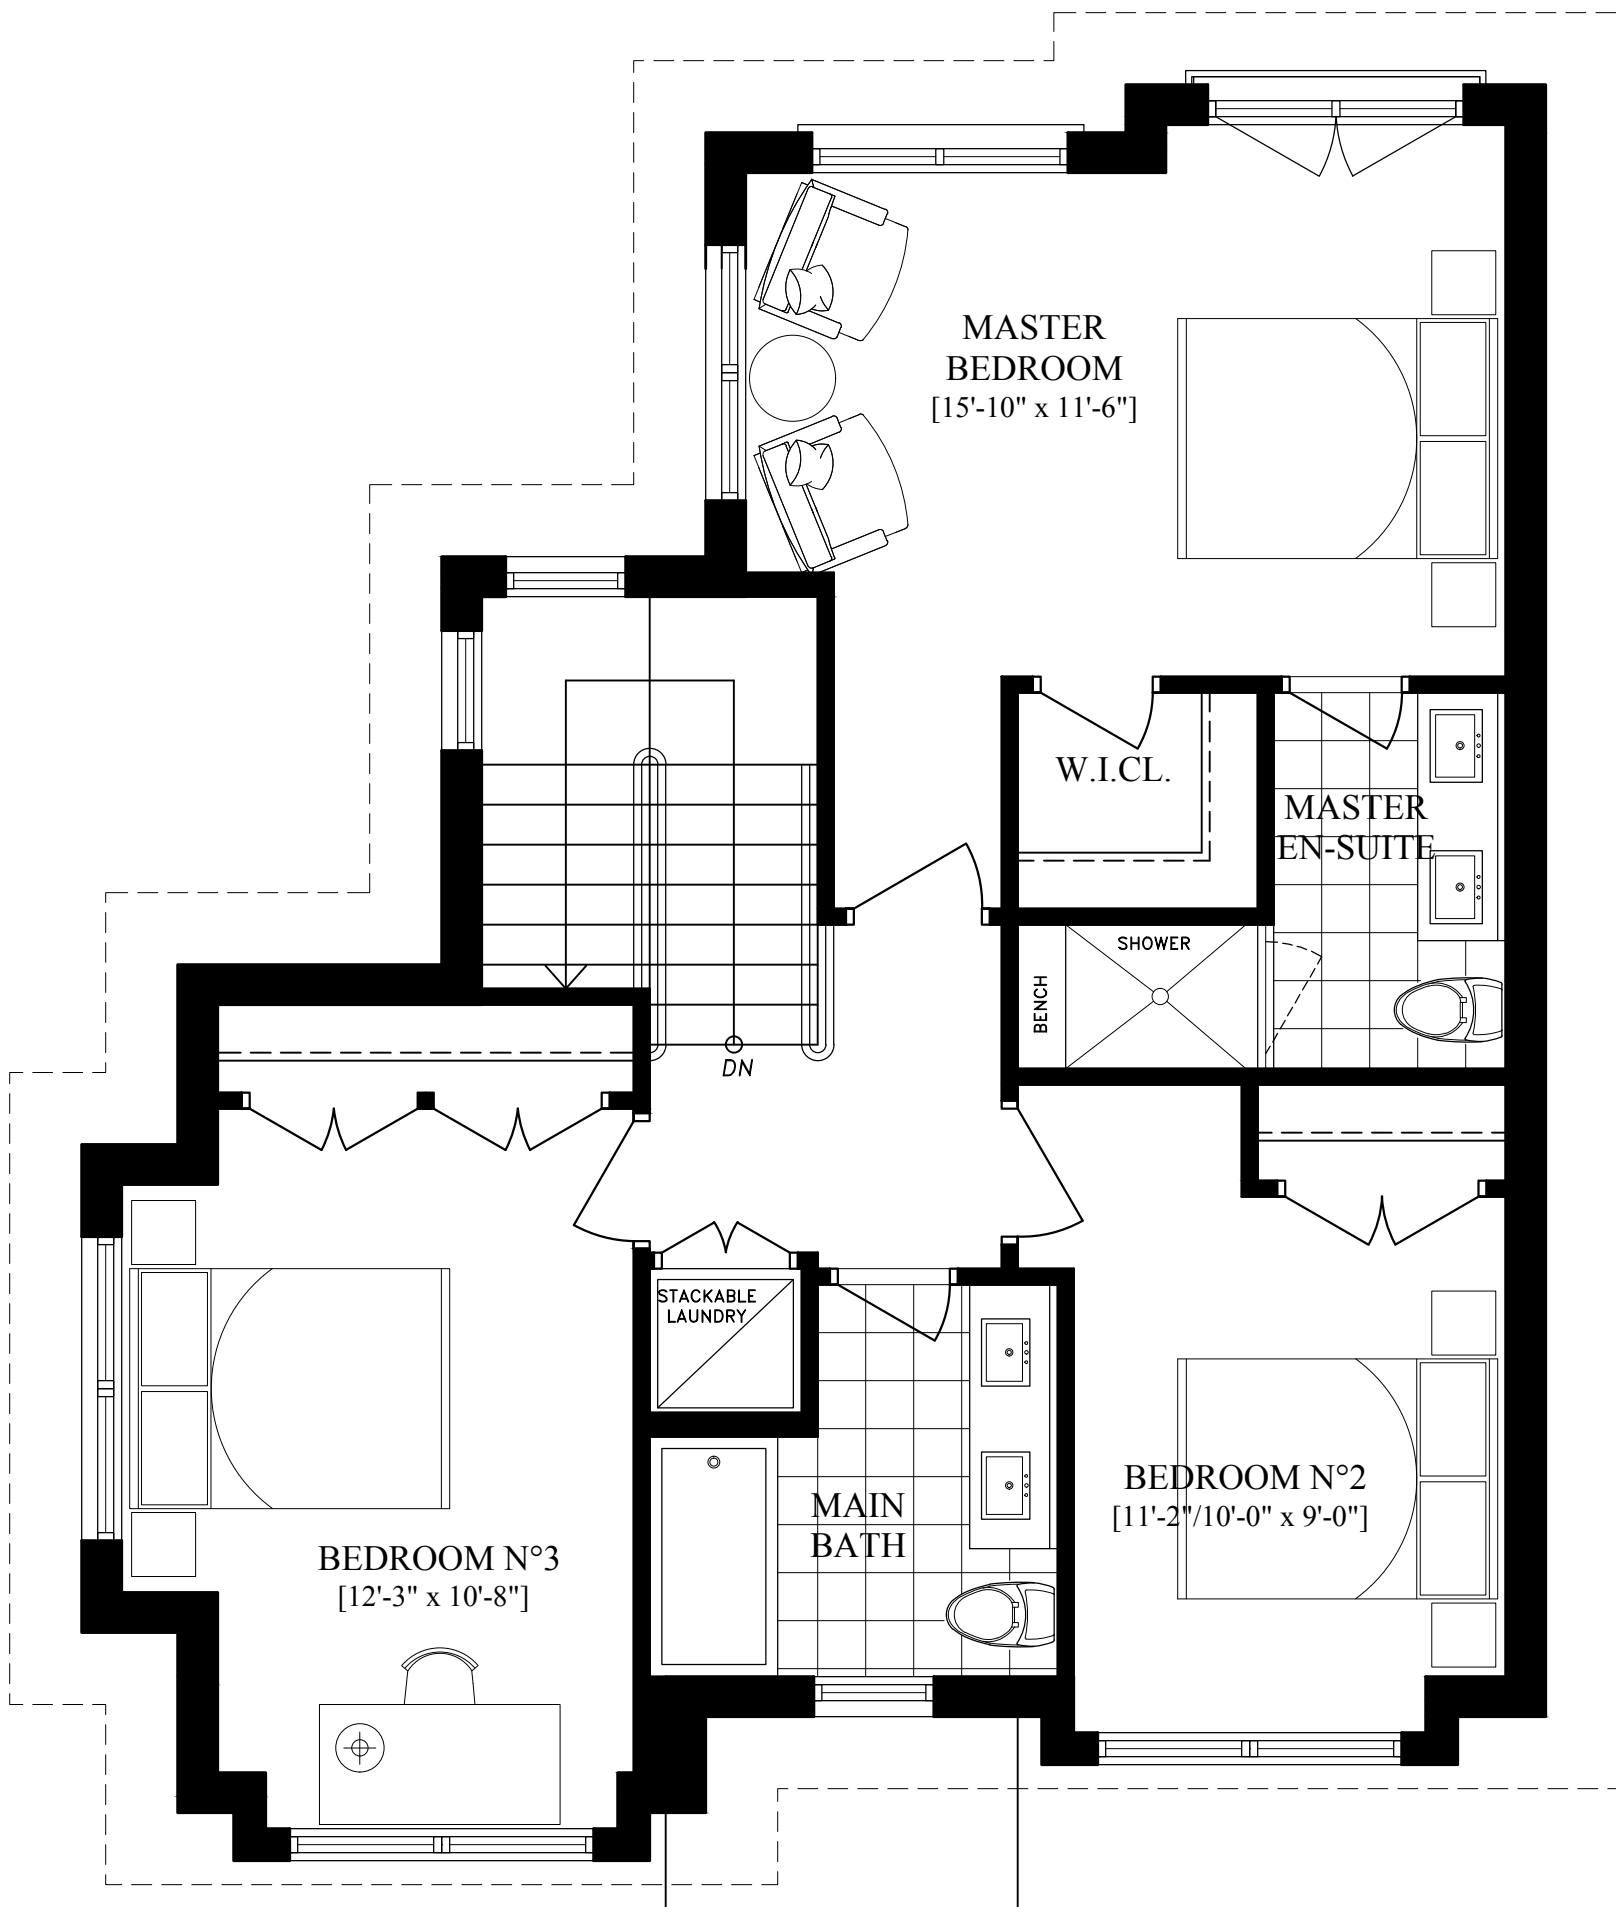 MASTER
BEDROOM
[15'-10" x 11'-6"]
W.I.CL.
MASTER
EN-SUITE
SHOWER
BENCH
DN
STACKABLE
LAUNDRY
MAIN
BATH
BEDROOM N°2
[11'-2"/10'-0" x 9'-0"]
BEDROOM N°3
[12'-3" x 10'-8"]